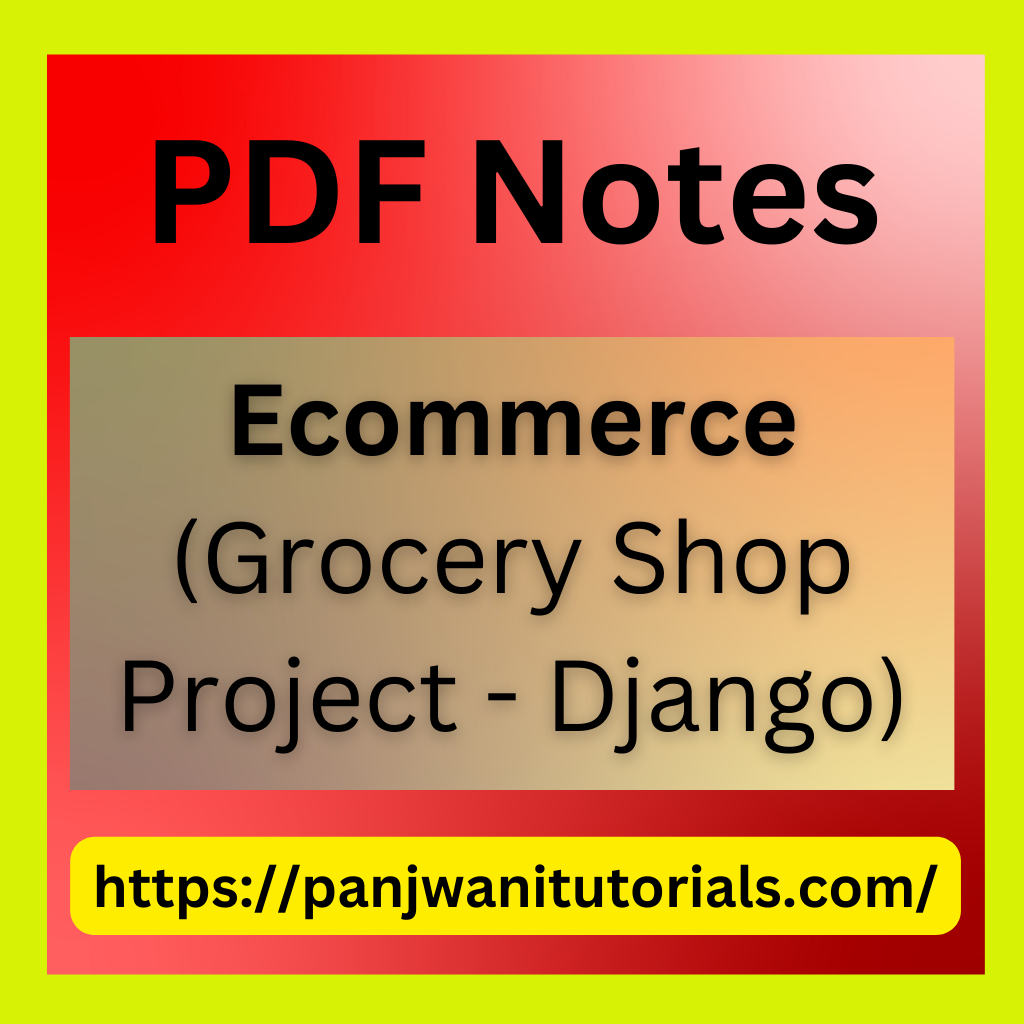 PDF Notes
Ecommerce
(Grocery Shop
Project - Django)
https://panjwanitutorials.com/